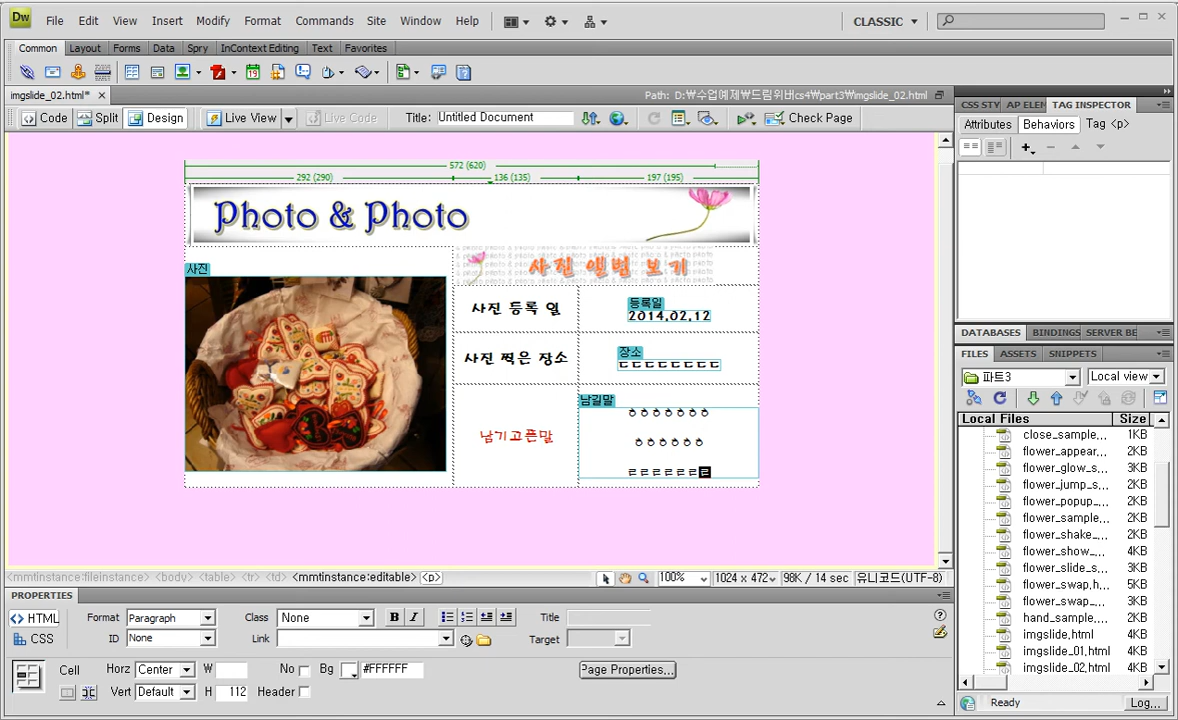 Dw File Edit View Insert Modify Format Commands Site Window Help CLASSIC
Common Layout Forms Data Spry InContext Editing Text Favorites
imgslide_02.html* Path: D:₩수업예제₩드림위버cs4₩part3₩imgslide_02.html
Code Split Design Live View Live Code Title: Untitled Document Check Page
572 (620)
292 (290) 136 (135) 197 (195)
Photo & Photo
사진 앨범 보기
사진
사진 등록 일
등록일
2014.02.12
사진 찍은 장소
장소
ㄷㄷㄷㄷㄷㄷㄷㄷ
남기고픈말
남길말
ㅎㅎㅎㅎㅎㅎㅎ
ㅎㅎㅎㅎㅎㅎ
ㄹㄹㄹㄹㄹㄹㄹ
<mmtinstance:fileinstance> <body> <table> <tr> <td> <mmtinstance:editable> <p> 100% 1024 x 472 98K / 14 sec 유니코드(UTF-8)
PROPERTIES
HTML Format Paragraph Class None B I Title
CSS ID None Link Target
Cell Horz Center W No Bg #FFFFFF Page Properties...
Vert Default H 112 Header
CSS STY AP ELEN TAG INSPECTOR
Attributes Behaviors Tag <p>
DATABASES BINDINGS SERVER BE
FILES ASSETS SNIPPETS
파트3 Local view
Local Files Size
close_sample... 1KB
flower_appear... 2KB
flower_glow_s... 3KB
flower_jump_s... 2KB
flower_popup_... 2KB
flower_sample... 2KB
flower_shake_... 2KB
flower_show_... 4KB
flower_slide_s... 3KB
flower_swap,h... 5KB
flower_swap_... 3KB
hand_sample,... 2KB
imgslide.html 4KB
imgslide_01.html 4KB
imgslide_02.html 4KB
Ready Log...